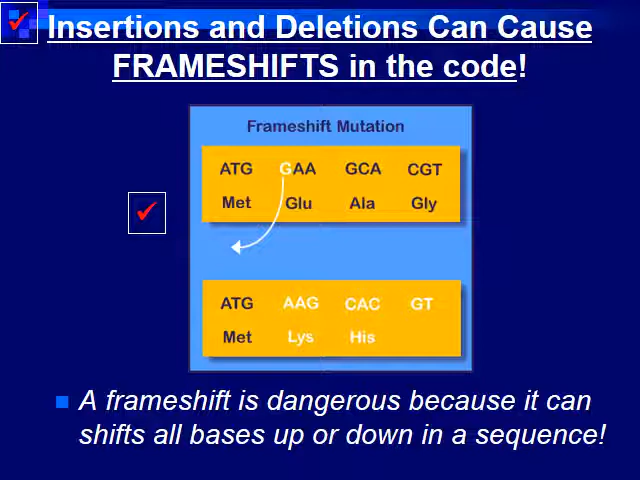 Insertions and Deletions Can Cause
FRAMESHIFTS in the code!
Frameshift Mutation
ATG GAA GCA CGT
Met Glu Ala Gly
ATG AAG CAC GT
Met Lys His
A frameshift is dangerous because it can
shifts all bases up or down in a sequence!